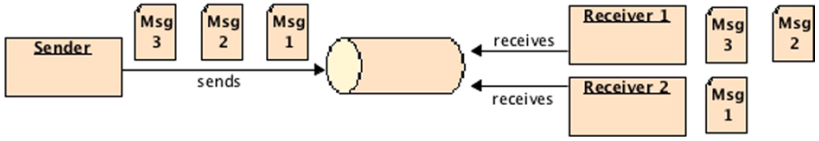 Sender
Msg
3
Msg
2
Msg
1
sends
receives
receives
Receiver 1
Msg
3
Msg
2
Receiver 2
Msg
1